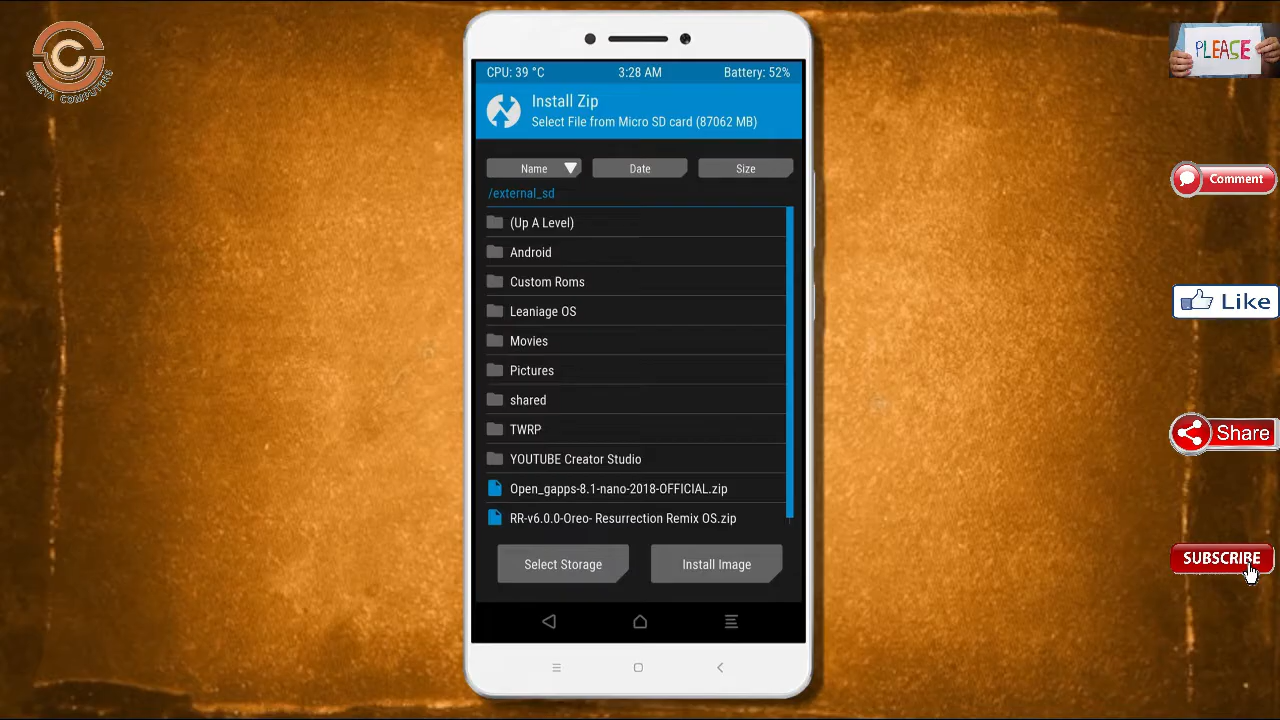 SHREYA COMPUTERS
CPU: 39 °C
3:28 AM
Battery: 52%
Install Zip
Select File from Micro SD card (87062 MB)
Name
Date
Size
/external_sd
(Up A Level)
Android
Custom Roms
Leaniage OS
Movies
Pictures
shared
TWRP
YOUTUBE Creator Studio
Open_gapps-8.1-nano-2018-OFFICIAL.zip
RR-v6.0.0-Oreo- Resurrection Remix OS.zip
Select Storage
Install Image
PLEASE
Comment
Like
Share
SUBSCRIBE